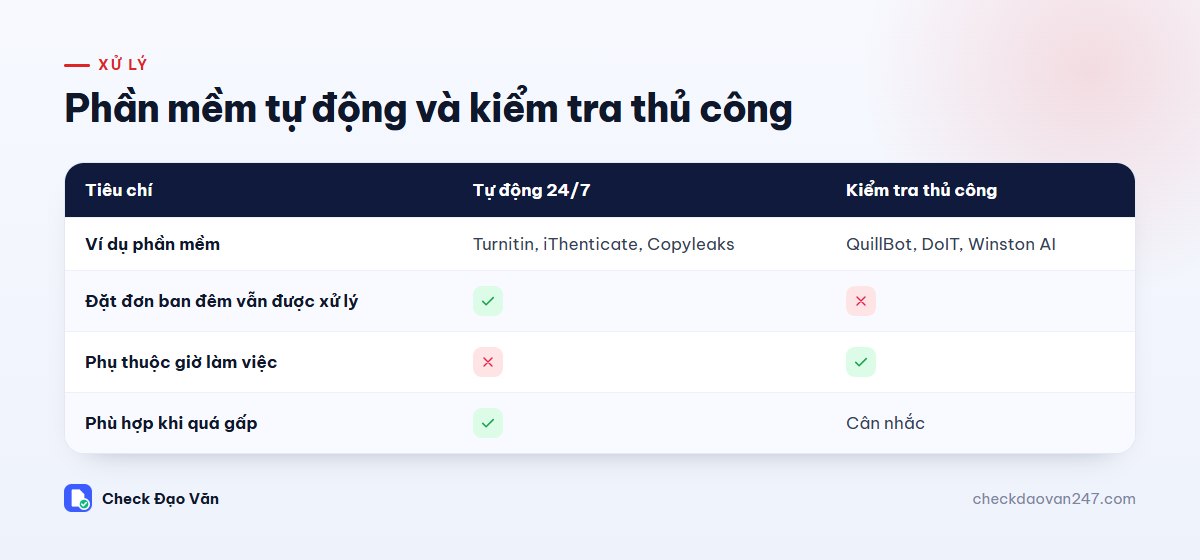 XỬ LÝ
Phần mềm tự động và kiểm tra thủ công
Tiêu chí Tự động 24/7 Kiểm tra thủ công
Ví dụ phần mềm Turnitin, iThenticate, Copyleaks QuillBot, DoIT, Winston AI
Đặt đơn ban đêm vẫn được xử lý
Phụ thuộc giờ làm việc
Phù hợp khi quá gấp Cân nhắc
Check Đạo Văn checkdaovan247.com